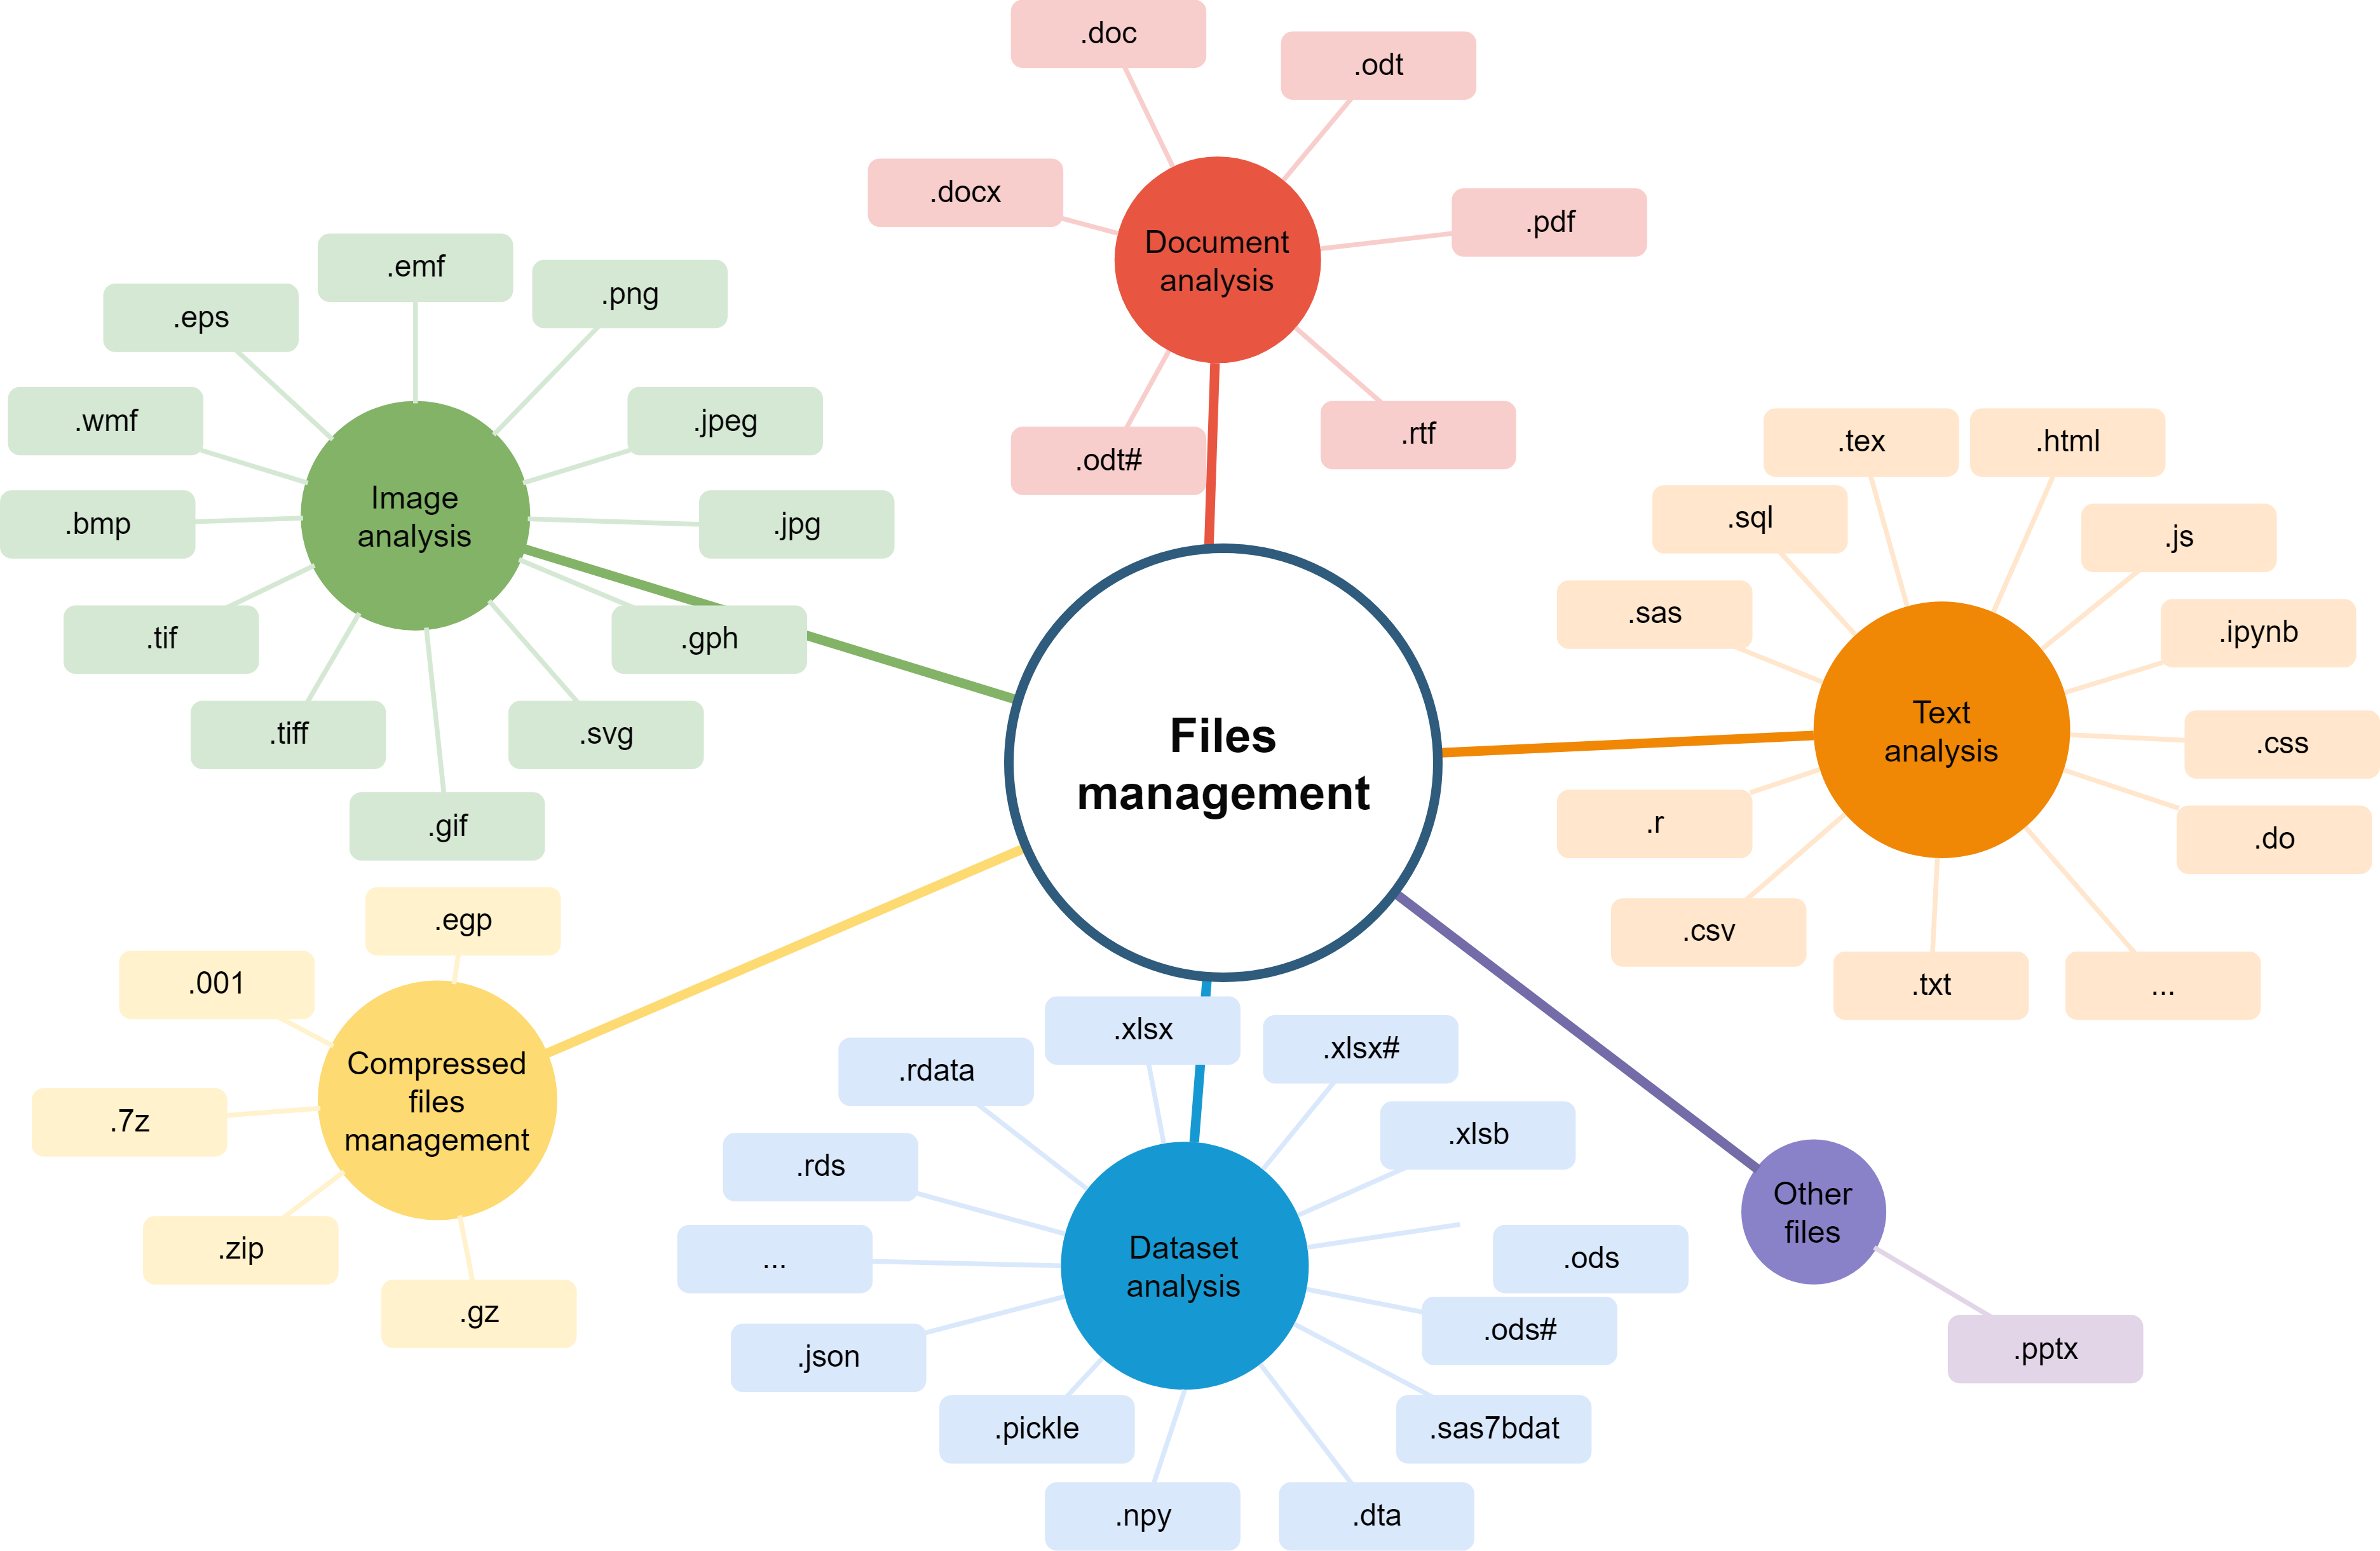 .doc
.odt
.docx
.pdf
Document
analysis
.odt#
.rtf
.emf
.png
.eps
.jpeg
.wmf
.jpg
.bmp
Image
analysis
.tif
.gph
.tiff
.svg
.gif
.tex
.html
.sql
.js
.sas
.ipynb
Text
analysis
.css
.r
.do
.csv
.txt
...
Files
management
.egp
.001
Compressed
files
management
.7z
.zip
.gz
.xlsx
.xlsx#
.rdata
.xlsb
.rds
...
Dataset
analysis
.ods
.ods#
.json
.pickle
.sas7bdat
.npy
.dta
Other
files
.pptx